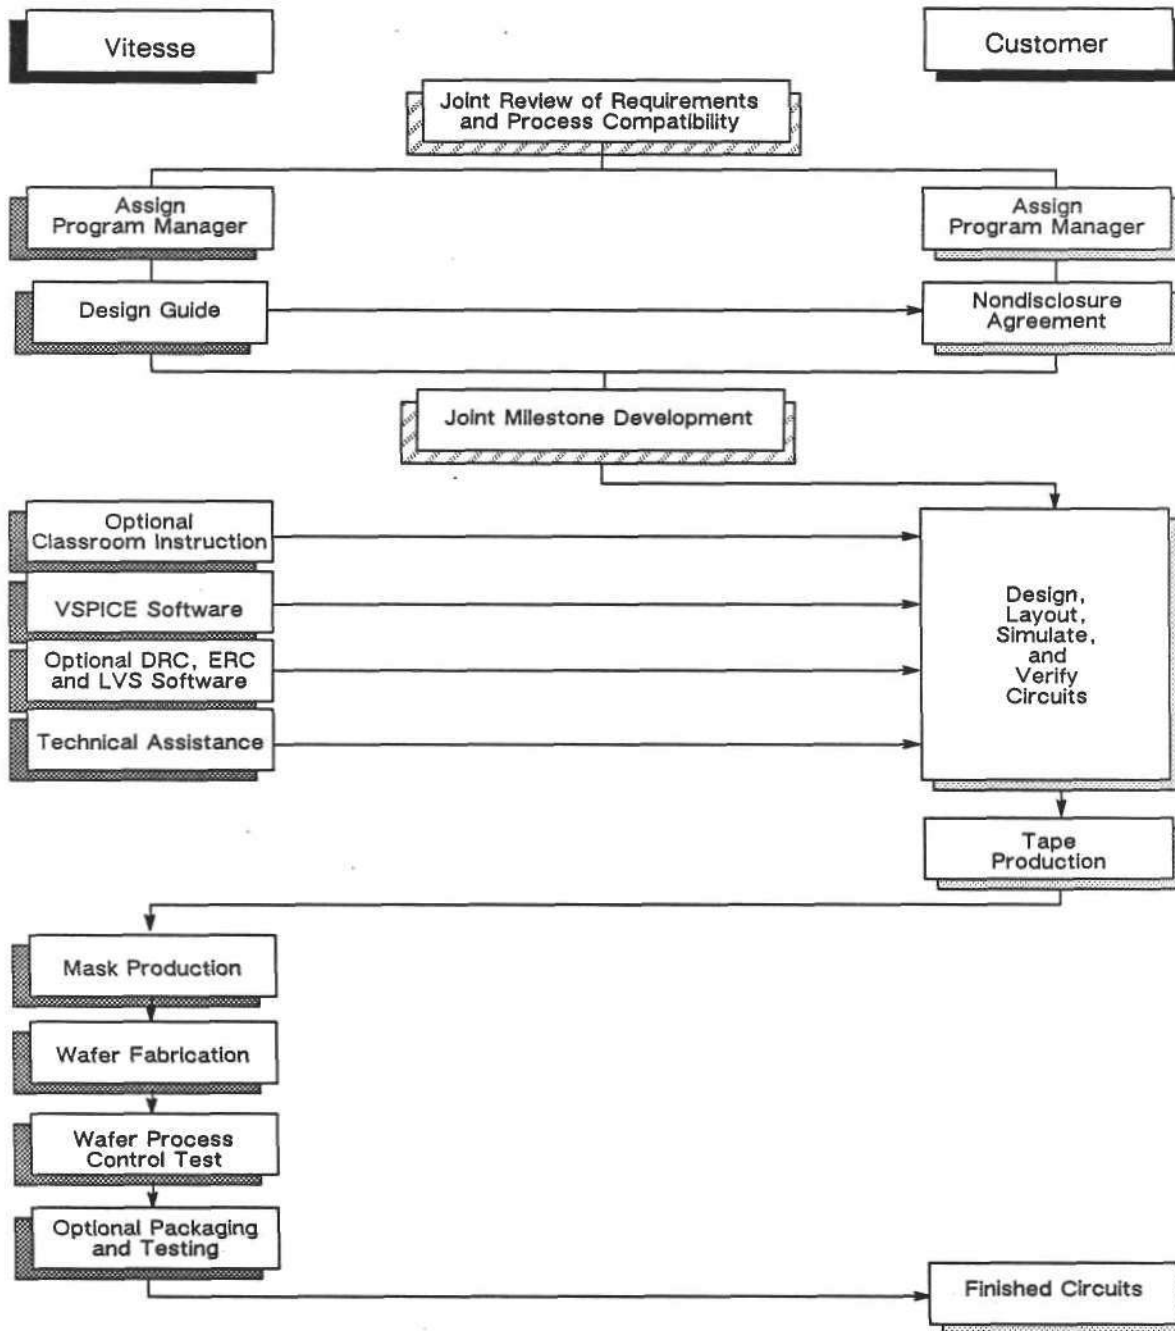 Vitesse
Customer
Joint Review of Requirements
and Process Compatibility
Assign
Program Manager
Assign
Program Manager
Design Guide
Nondisclosure
Agreement
Joint Milestone Development
Optional
Classroom Instruction
VSPICE Software
Optional DRC, ERC
and LVS Software
Technical Assistance
Design,
Layout,
Simulate,
and
Verify
Circuits
Tape
Production
Mask Production
Wafer Fabrication
Wafer Process
Control Test
Optional Packaging
and Testing
Finished Circuits